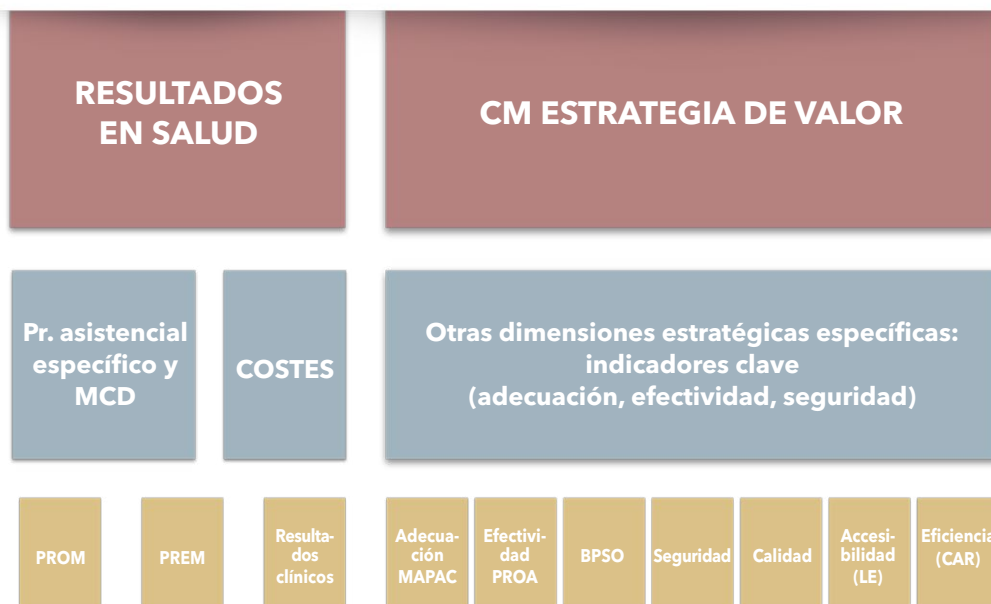 RESULTADOS
EN SALUD
CM ESTRATEGIA DE VALOR
Pr. asistencial
específico y
MCD
COSTES
Otras dimensiones estratégicas específicas:
indicadores clave
(adecuación, efectividad, seguridad)
PROM
PREM
Resulta-
dos
clínicos
Adecua-
ción
MAPAC
Efectivi-
dad
PROA
BPSO
Seguridad
Calidad
Accesi-
bilidad
(LE)
Eficiencia
(CAR)